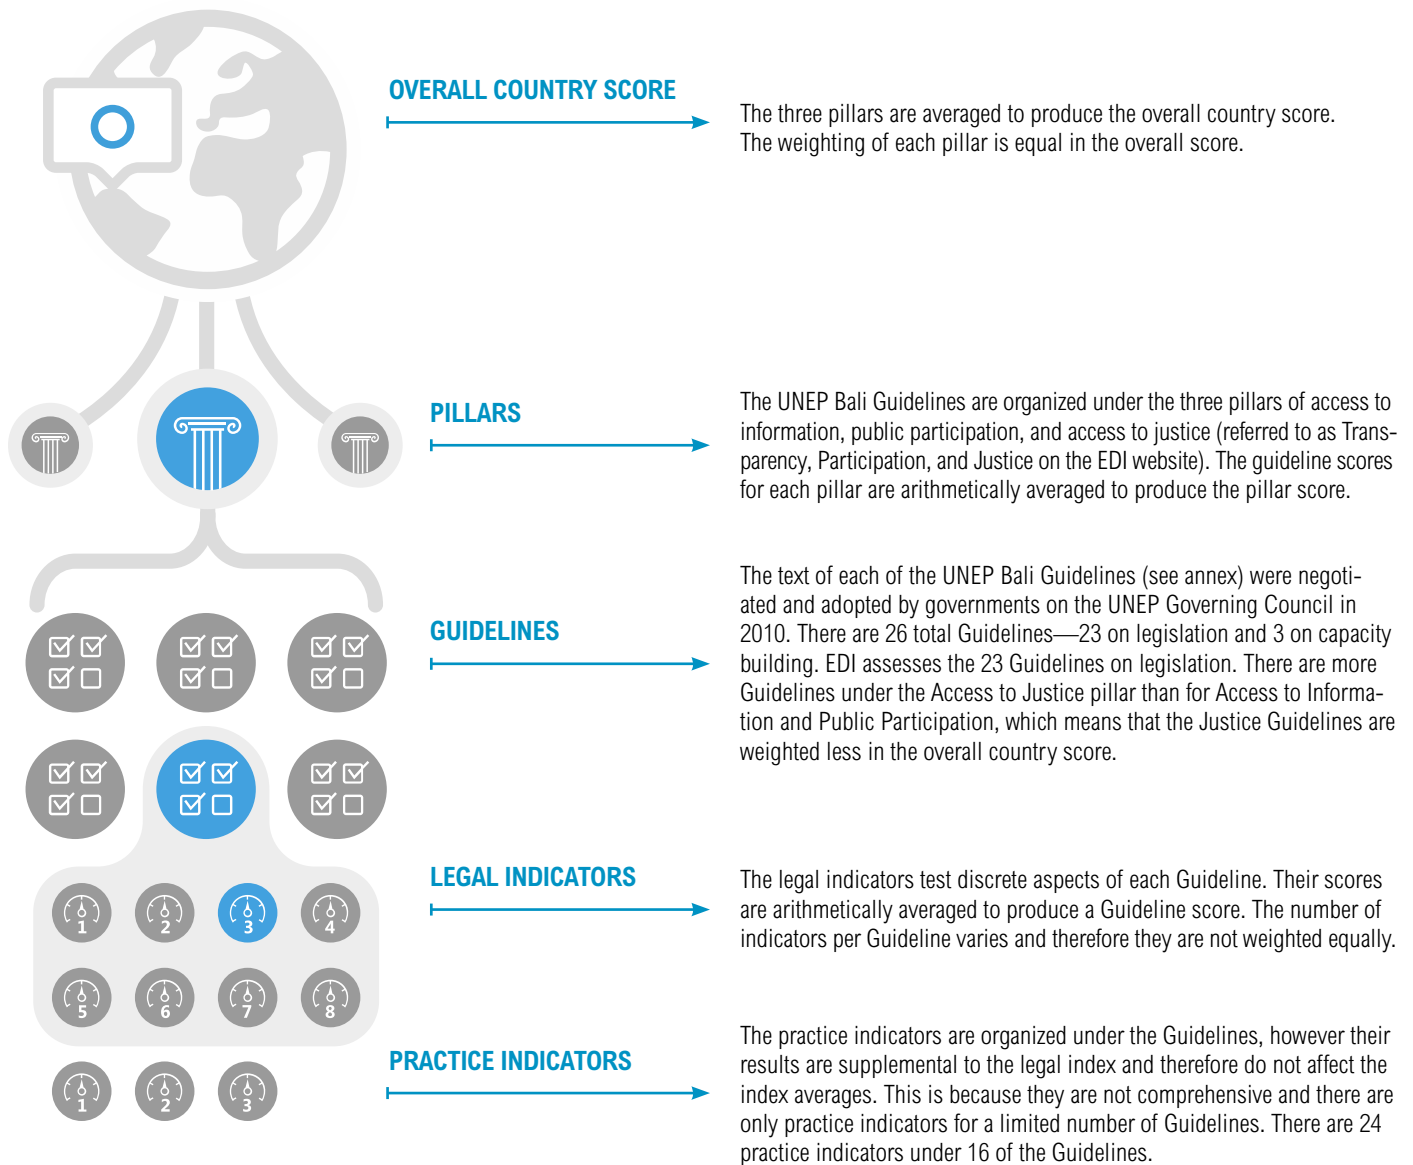 OVERALL COUNTRY SCORE
The three pillars are averaged to produce the overall country score.
The weighting of each pillar is equal in the overall score.
PILLARS
The UNEP Bali Guidelines are organized under the three pillars of access to
information, public participation, and access to justice (referred to as Trans-
parency, Participation, and Justice on the EDI website). The guideline scores
for each pillar are arithmetically averaged to produce the pillar score.
GUIDELINES
The text of each of the UNEP Bali Guidelines (see annex) were negoti-
ated and adopted by governments on the UNEP Governing Council in
2010. There are 26 total Guidelines—23 on legislation and 3 on capacity
building. EDI assesses the 23 Guidelines on legislation. There are more
Guidelines under the Access to Justice pillar than for Access to Informa-
tion and Public Participation, which means that the Justice Guidelines are
weighted less in the overall country score.
LEGAL INDICATORS
The legal indicators test discrete aspects of each Guideline. Their scores
are arithmetically averaged to produce a Guideline score. The number of
indicators per Guideline varies and therefore they are not weighted equally.
1 2 3 4
5 6 7 8
PRACTICE INDICATORS
The practice indicators are organized under the Guidelines, however their
results are supplemental to the legal index and therefore do not affect the
index averages. This is because they are not comprehensive and there are
only practice indicators for a limited number of Guidelines. There are 24
practice indicators under 16 of the Guidelines.
1 2 3